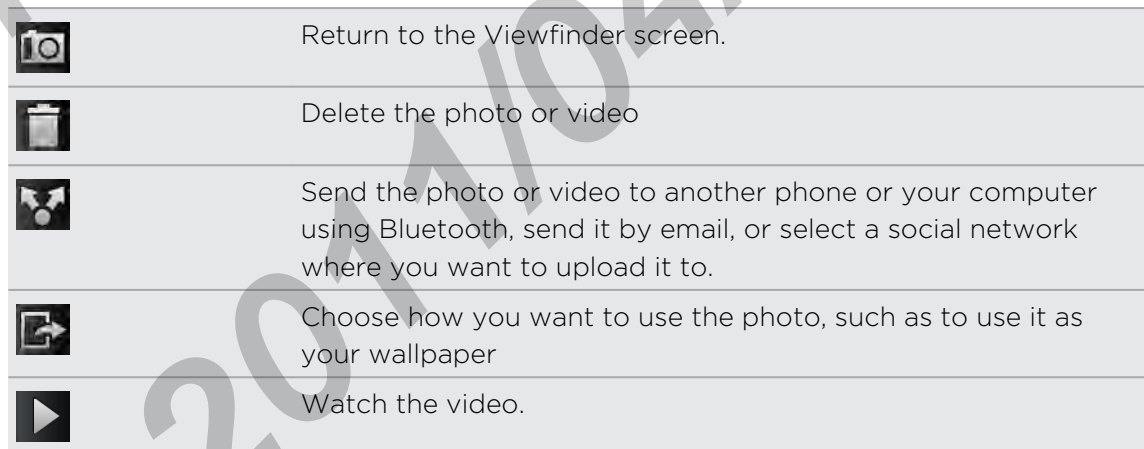 Return to the Viewfinder screen.
Delete the photo or video
Send the photo or video to another phone or your computer
using Bluetooth, send it by email, or select a social network
where you want to upload it to.
Choose how you want to use the photo, such as to use it as
your wallpaper
Watch the video.
2011/04/